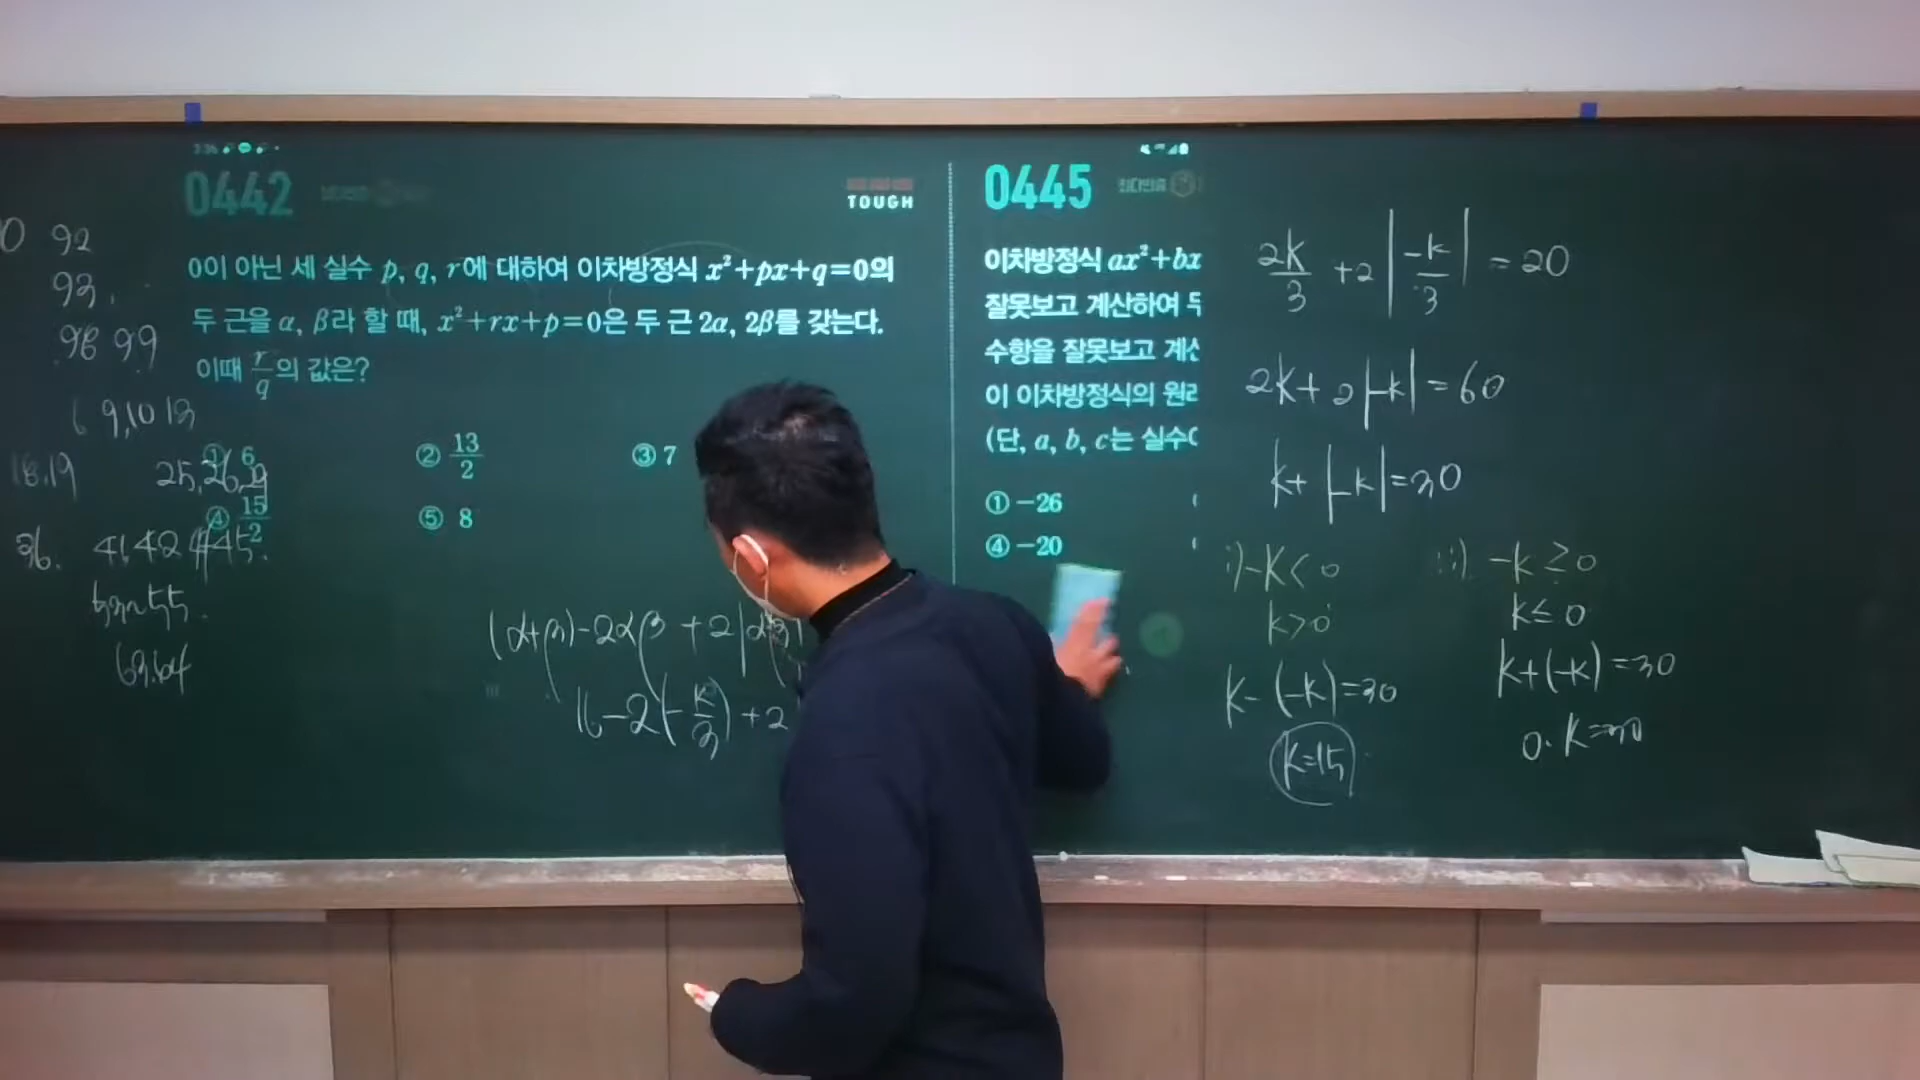 92
93.
98 99
6 9,10 13
18.19
25,26,29
36. 41,42 44 45.
53~55.
63.64
0442
TOUGH
0이 아닌 세 실수 p, q, r에 대하여 이차방정식 x²+px+q=0의
두 근을 α, β라 할 때, x²+rx+p=0은 두 근 2α, 2β를 갖는다.
이때 r/q의 값은?
① 6
② 13/2
③ 7
④ 15/2
⑤ 8
(α+β)-2αβ+2|αβ|
16-2(-k/3)+2
0445
이차방정식 ax²+bx
잘못보고 계산하여 두
수항을 잘못보고 계산
이 이차방정식의
(단, a, b, c는 실수
① -26
④ -20
2k/3+2|-k/3|=20
2k+2|-k|=60
k+|-k|=30
i)-k<0
k>0
k-(-k)=30
k=15
ii). -k≥0
k≤0
k+(-k)=30
0·k=30